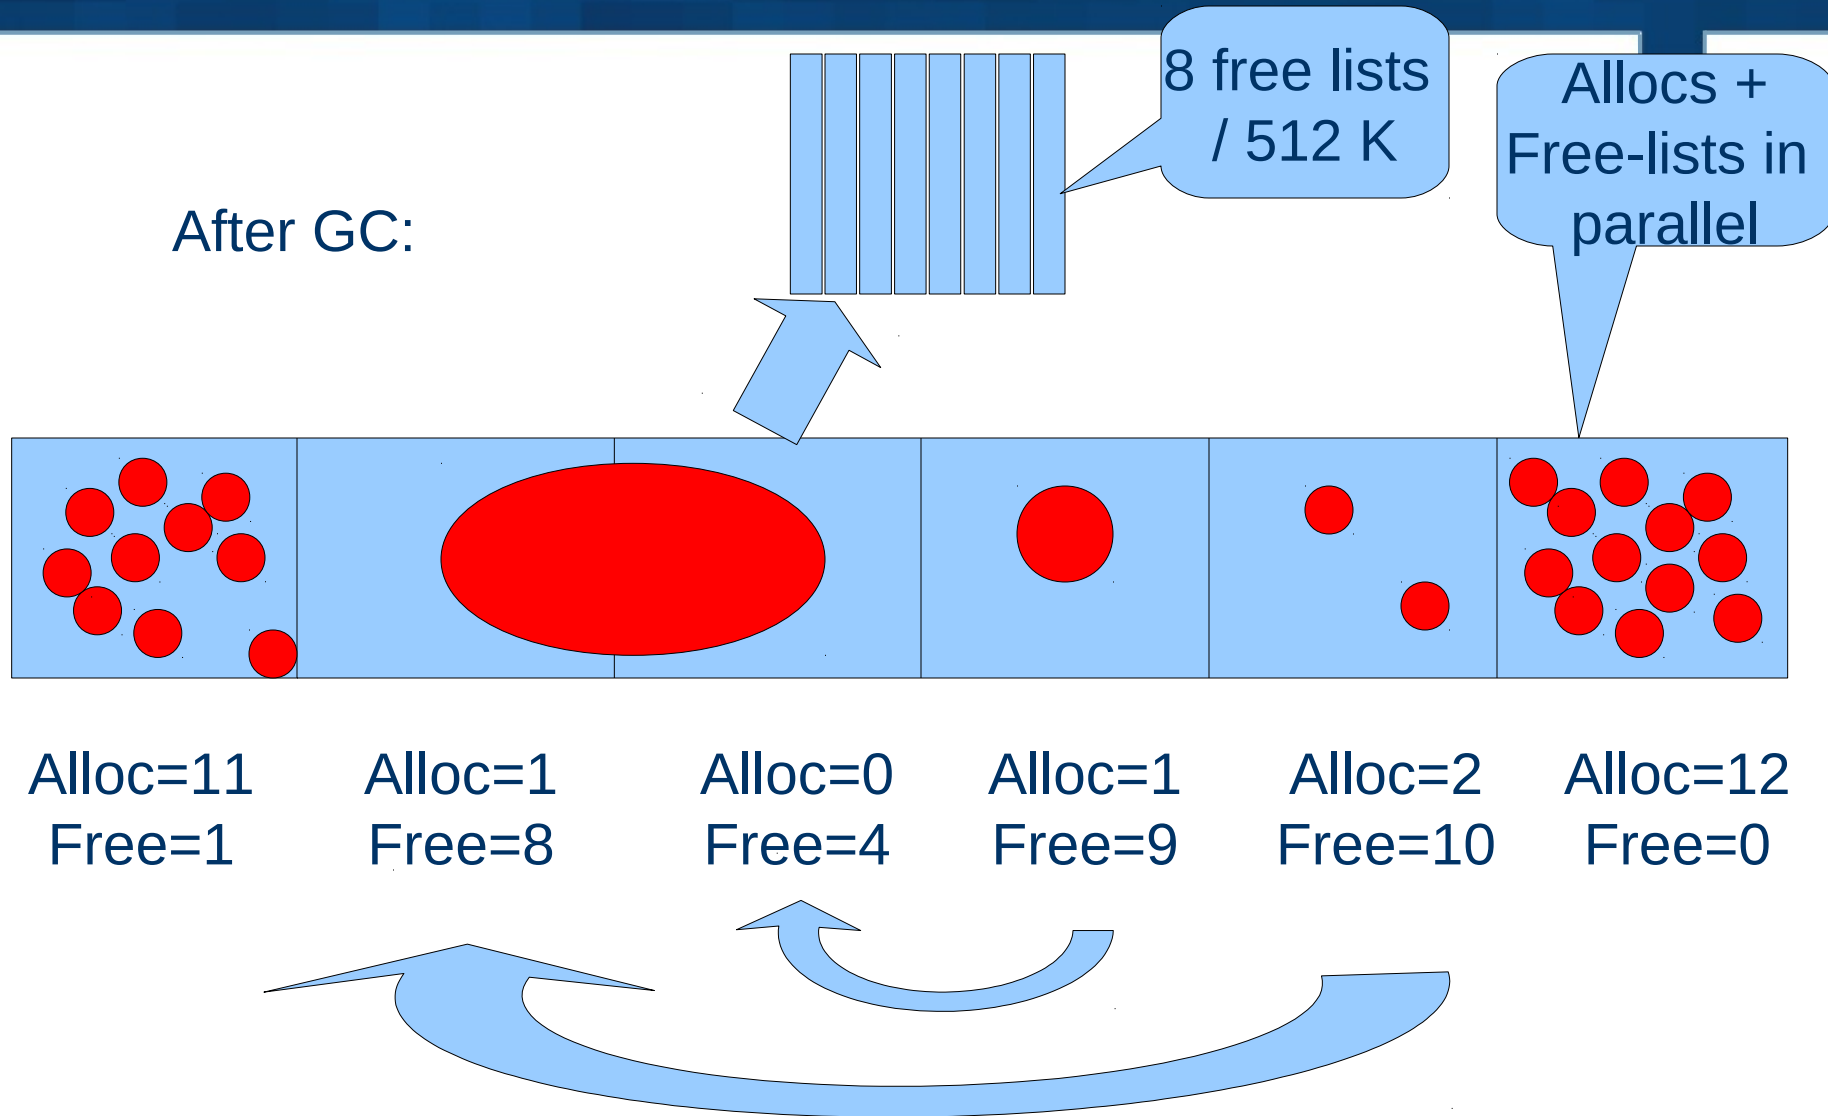 8 free lists
/ 512 K
Allocs +
Free-lists in
parallel
After GC:
Alloc=11
Free=1
Alloc=1
Free=8
Alloc=0
Free=4
Alloc=1
Free=9
Alloc=2
Free=10
Alloc=12
Free=0